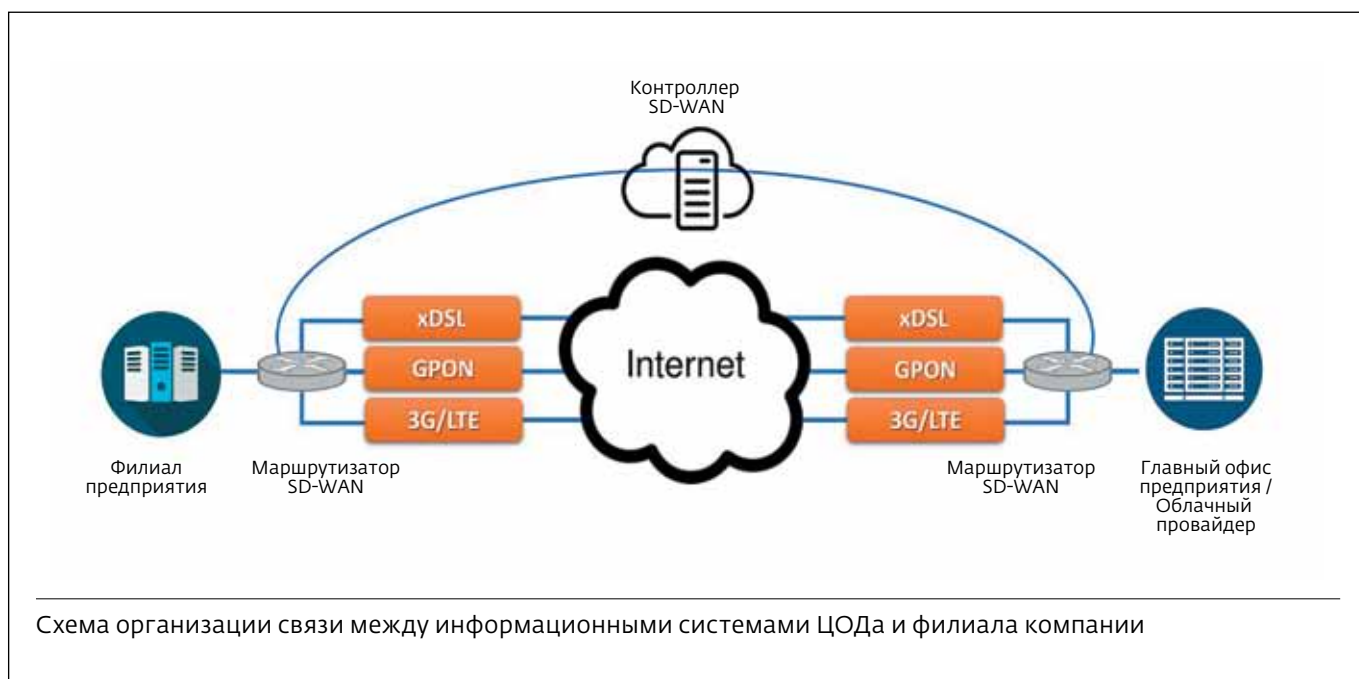 Контроллер
SD-WAN
xDSL
GPON
3G/LTE
Internet
xDSL
GPON
3G/LTE
Филиал
предприятия
Маршрутизатор
SD-WAN
Маршрутизатор
SD-WAN
Главный офис
предприятия /
Облачный
провайдер
Схема организации связи между информационными системами ЦОДа и филиала компании